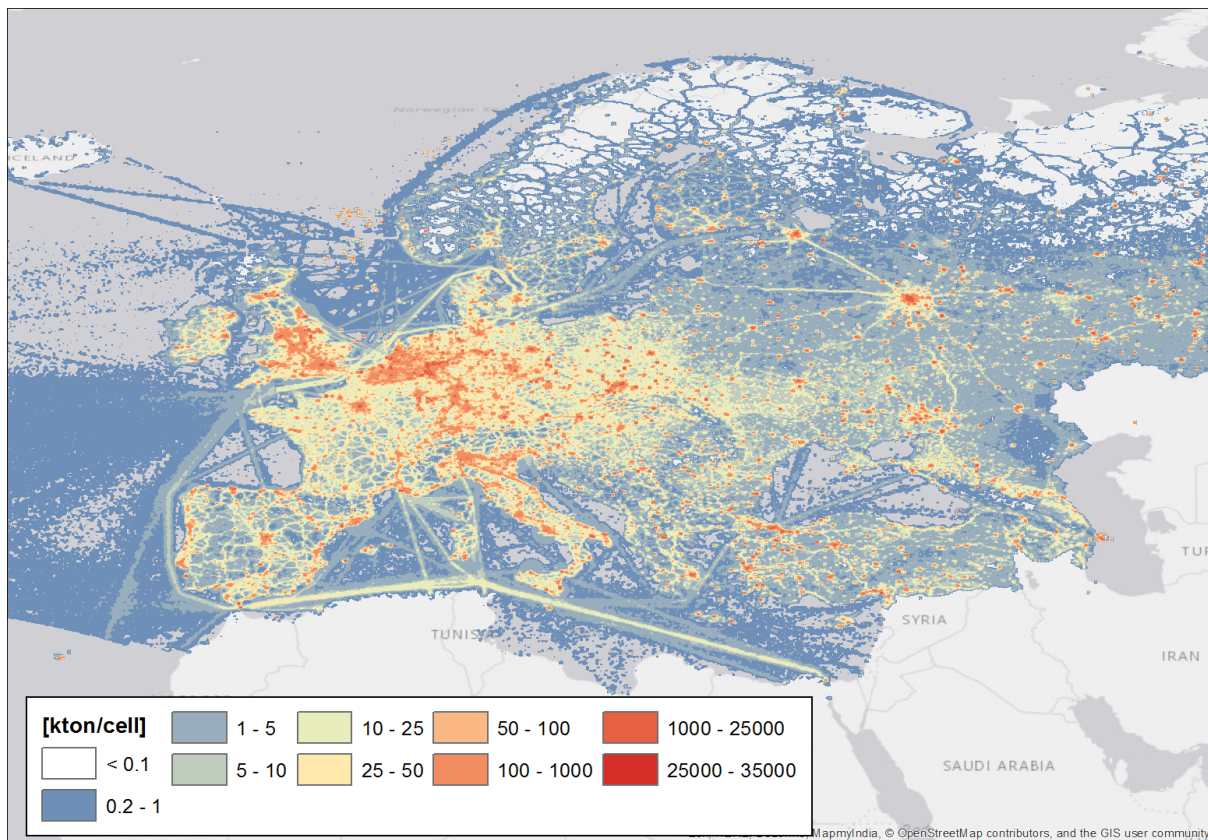 Norwegian S
ICELAND
TUNISIA
SYRIA
TUR
IRAN
SAUDI ARABIA
[kton/cell]
< 0.1
0.2 - 1
1 - 5
5 - 10
10 - 25
25 - 50
50 - 100
100 - 1000
1000 - 25000
25000 - 35000
MapmyIndia, © OpenStreetMap contributors, and the GIS user community